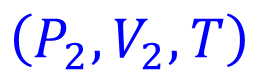 (P₂, V₂, T)